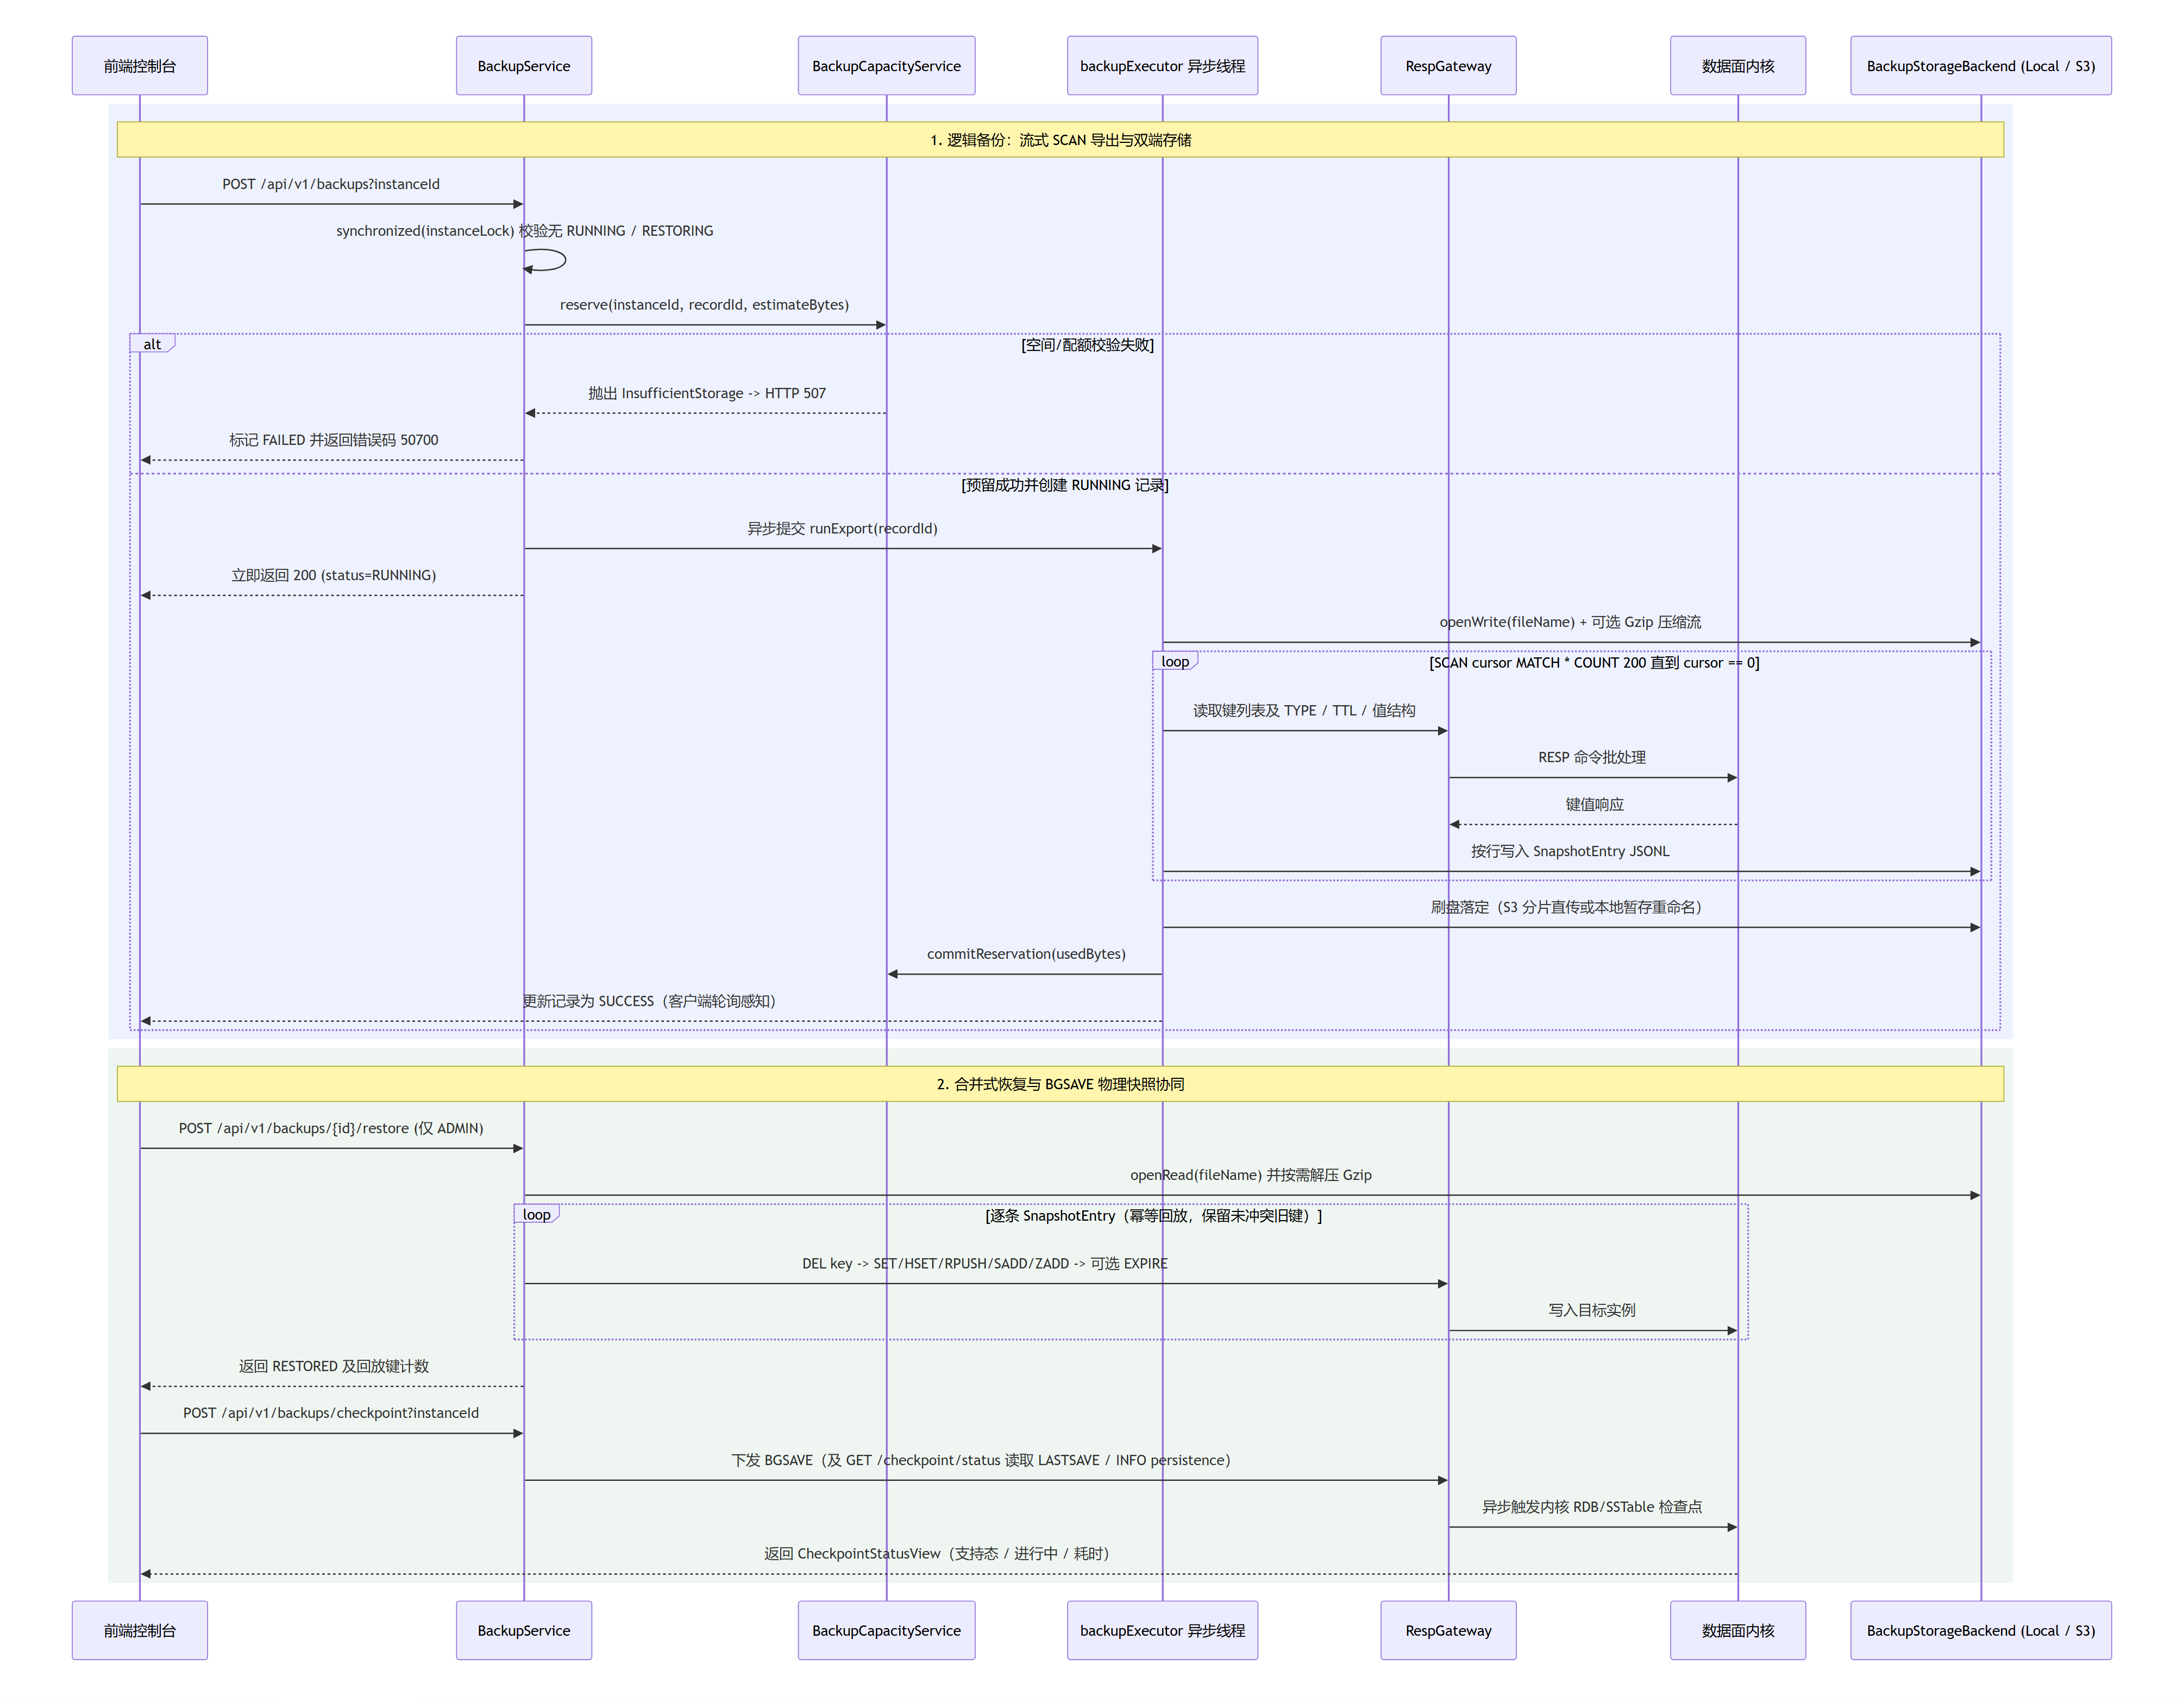 前端控制台
BackupService
BackupCapacityService
backupExecutor 异步线程
RespGateway
数据面内核
BackupStorageBackend (Local / S3)
1. 逻辑备份：流式 SCAN 导出与双端存储
POST /api/v1/backups?instanceId
synchronized(instanceLock) 校验无 RUNNING / RESTORING
reserve(instanceId, recordId, estimateBytes)
alt
[空间/配额校验失败]
抛出 InsufficientStorage -> HTTP 507
标记 FAILED 并返回错误码 50700
[预留成功并创建 RUNNING 记录]
异步提交 runExport(recordId)
立即返回 200 (status=RUNNING)
openWrite(fileName) + 可选 Gzip 压缩流
loop
[SCAN cursor MATCH * COUNT 200 直到 cursor == 0]
读取键列表及 TYPE / TTL / 值结构
RESP 命令批处理
键值响应
按行写入 SnapshotEntry JSONL
刷盘落定（S3 分片直传或本地暂存重命名）
commitReservation(usedBytes)
更新记录为 SUCCESS（客户端轮询感知）
2. 合并式恢复与 BGSAVE 物理快照协同
POST /api/v1/backups/{id}/restore (仅 ADMIN)
openRead(fileName) 并按需解压 Gzip
loop
[逐条 SnapshotEntry（幂等回放，保留未冲突旧键）]
DEL key -> SET/HSET/RPUSH/SADD/ZADD -> 可选 EXPIRE
写入目标实例
返回 RESTORED 及回放键计数
POST /api/v1/backups/checkpoint?instanceId
下发 BGSAVE（及 GET /checkpoint/status 读取 LASTSAVE / INFO persistence）
异步触发内核 RDB/SSTable 检查点
返回 CheckpointStatusView（支持态 / 进行中 / 耗时）
前端控制台
BackupService
BackupCapacityService
backupExecutor 异步线程
RespGateway
数据面内核
BackupStorageBackend (Local / S3)